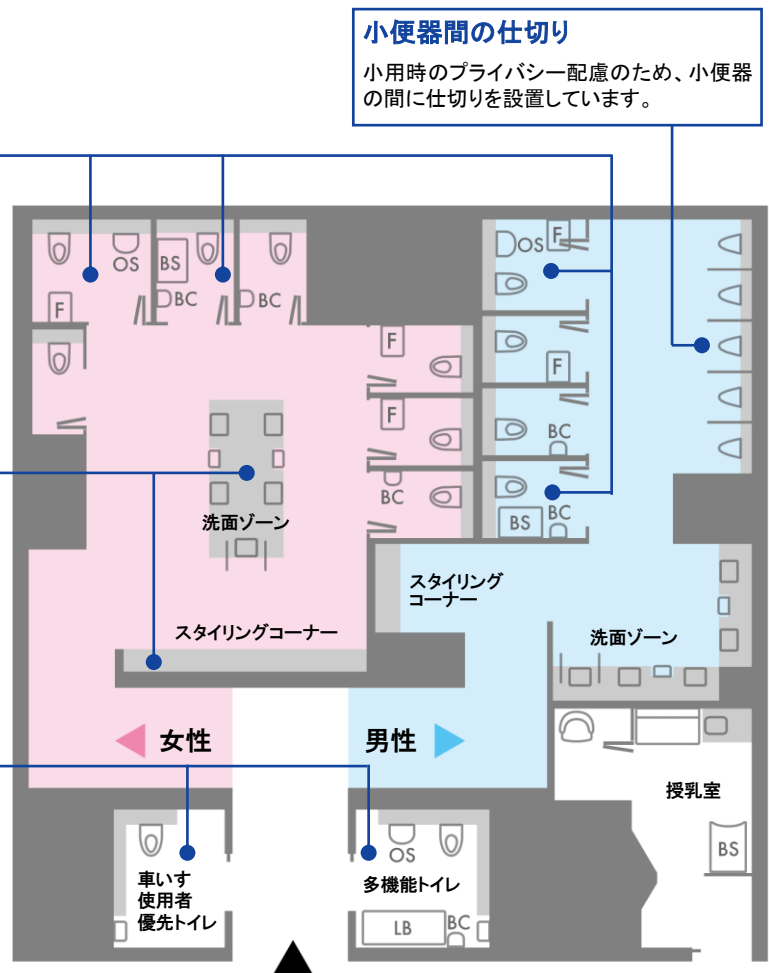 小便器間の仕切り
小用時のプライバシー配慮のため、小便器
の間に仕切りを設置しています。
OS
BS
BC
BC
F
OS
F
F
F
F
BC
BC
BS
BC
洗面ゾーン
スタイリング
コーナー
スタイリングコーナー
洗面ゾーン
女性
男性
授乳室
BS
車いす
使用者
優先トイレ
OS
多機能トイレ
LB
BC